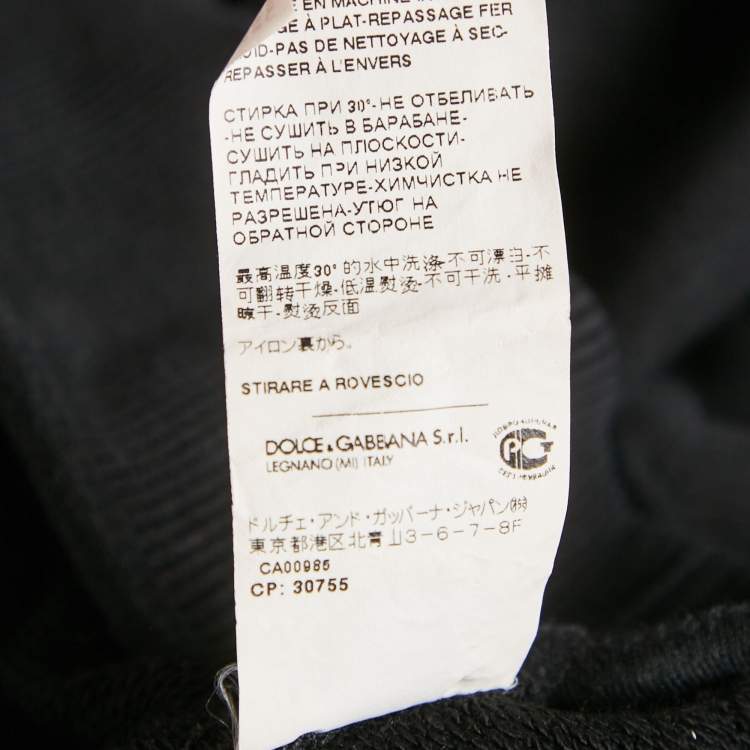 EN MACHINE
À PLAT-REPASSAGE FER
-PAS DE NETTOYAGE À SEC-
REPASSER À L'ENVERS
СТИРКА ПРИ 30°-НЕ ОТБЕЛИВАТЬ
-НЕ СУШИТЬ В БАРАБАНЕ-
СУШИТЬ НА ПЛОСКОСТИ-
ГЛАДИТЬ ПРИ НИЗКОЙ
ТЕМПЕРАТУРЕ-ХИМЧИСТКА НЕ
РАЗРЕШЕНА-УТЮГ НА
ОБРАТНОЙ СТОРОНЕ
最高温度30°的水中洗涤-不可漂白-不
可翻转干燥-低温熨烫-不可干洗-平摊
晾干-熨烫反面
アイロン裏から。
STIRARE A ROVESCIO
DOLCE & GABBANA S.r.l.
LEGNANO (MI) ITALY
ДОБРОВОЛЬНАЯ
РСТ
СЕРТИФИКАЦИЯ
ドルチェ・アンド・ガッバーナ・ジャパン(株)
東京都港区北青山3-6-7-8F
CA00985
CP: 30755